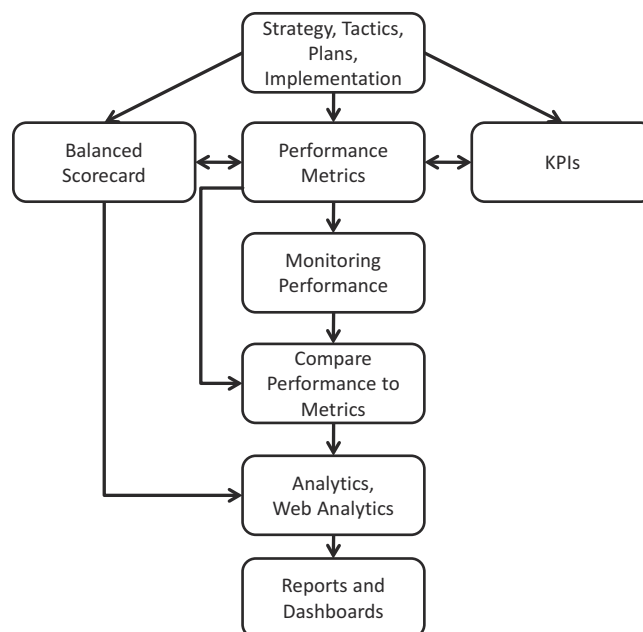 Strategy, Tactics,
Plans,
Implementation
Balanced
Scorecard
Performance
Metrics
KPIs
Monitoring
Performance
Compare
Performance to
Metrics
Analytics,
Web Analytics
Reports and
Dashboards